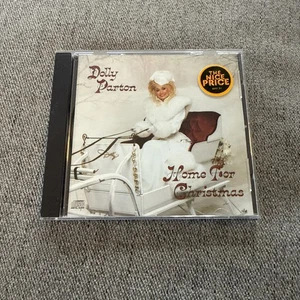 Dolly
Parton
THE
NICE
PRICE
Home For
Christmas